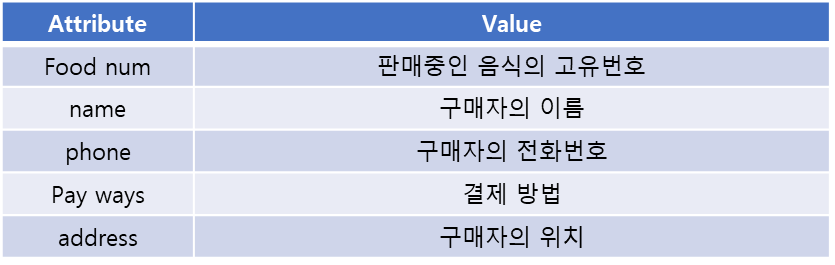 Attribute Value
Food num 판매중인 음식의 고유번호
name 구매자의 이름
phone 구매자의 전화번호
Pay ways 결제 방법
address 구매자의 위치